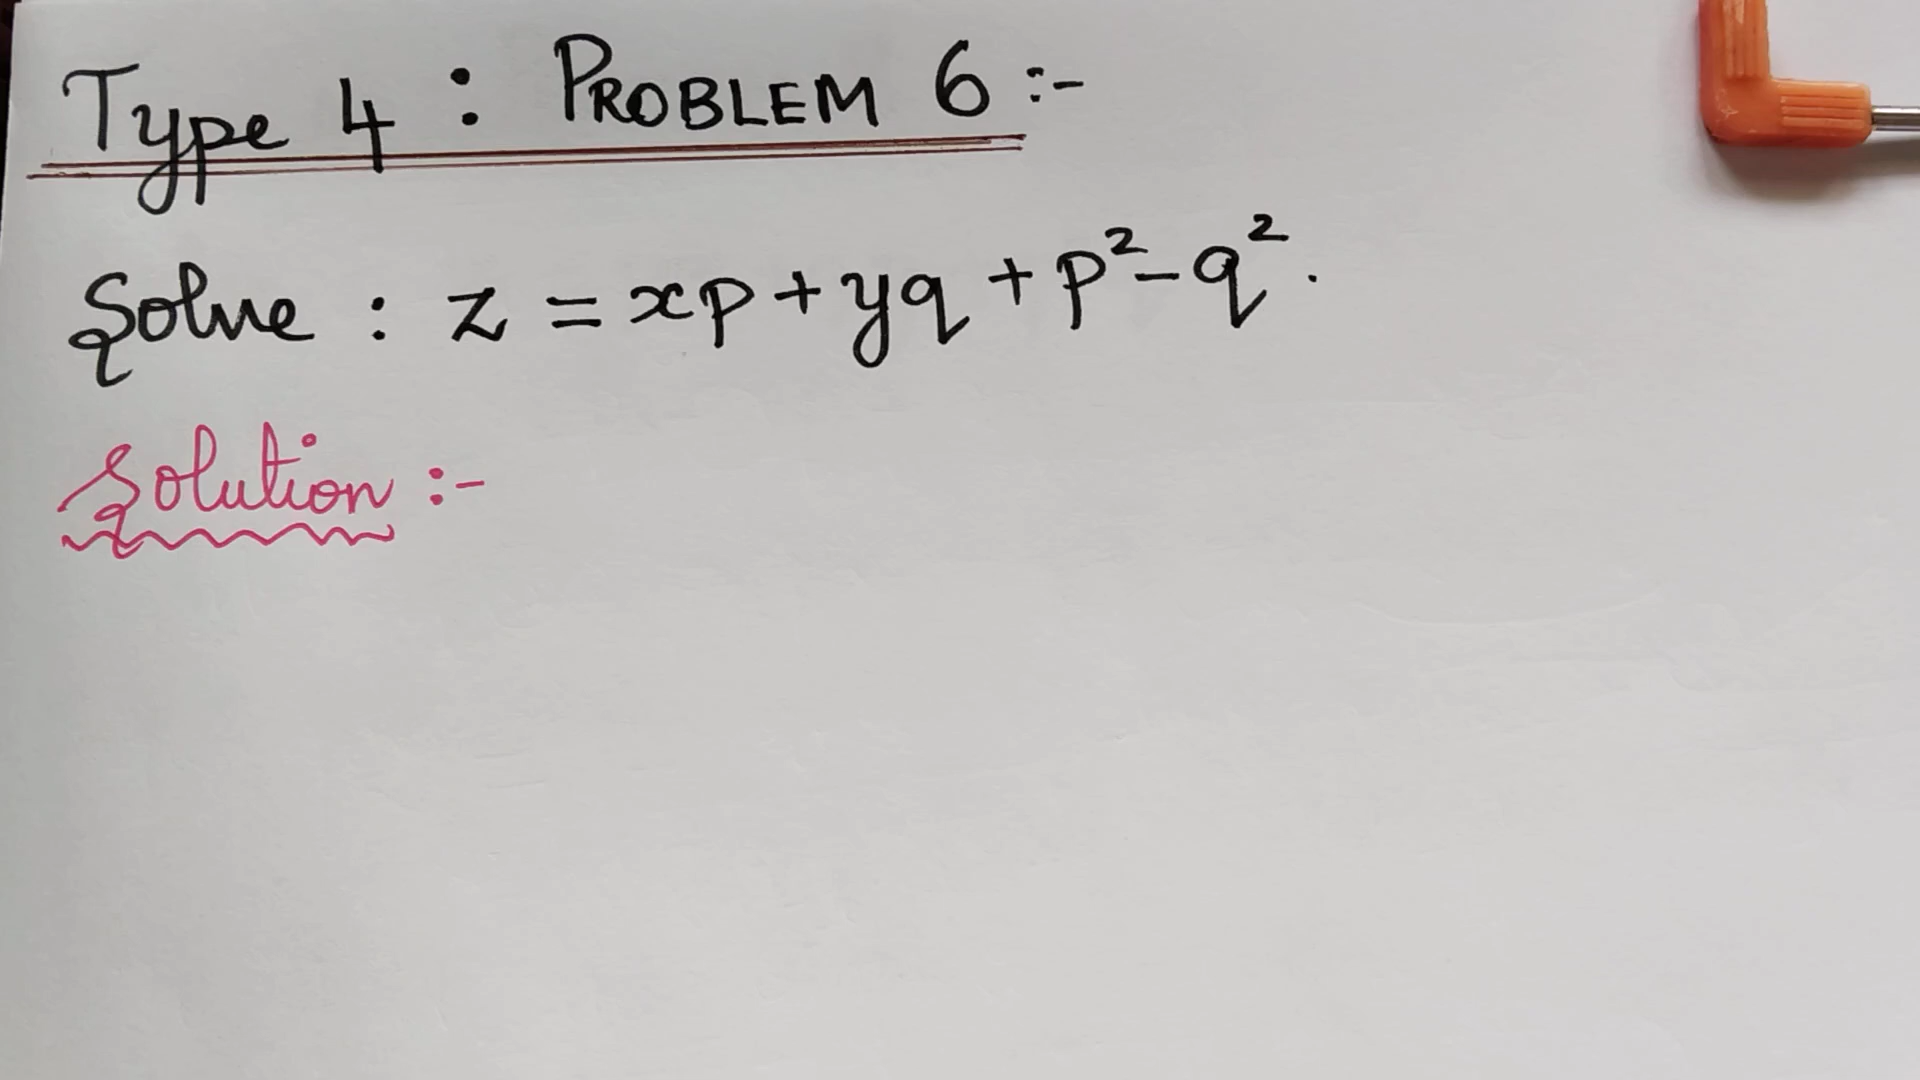 Type 4 : PROBLEM 6 :-
Solve : z = xp + yq + p² - q².
Solution :-